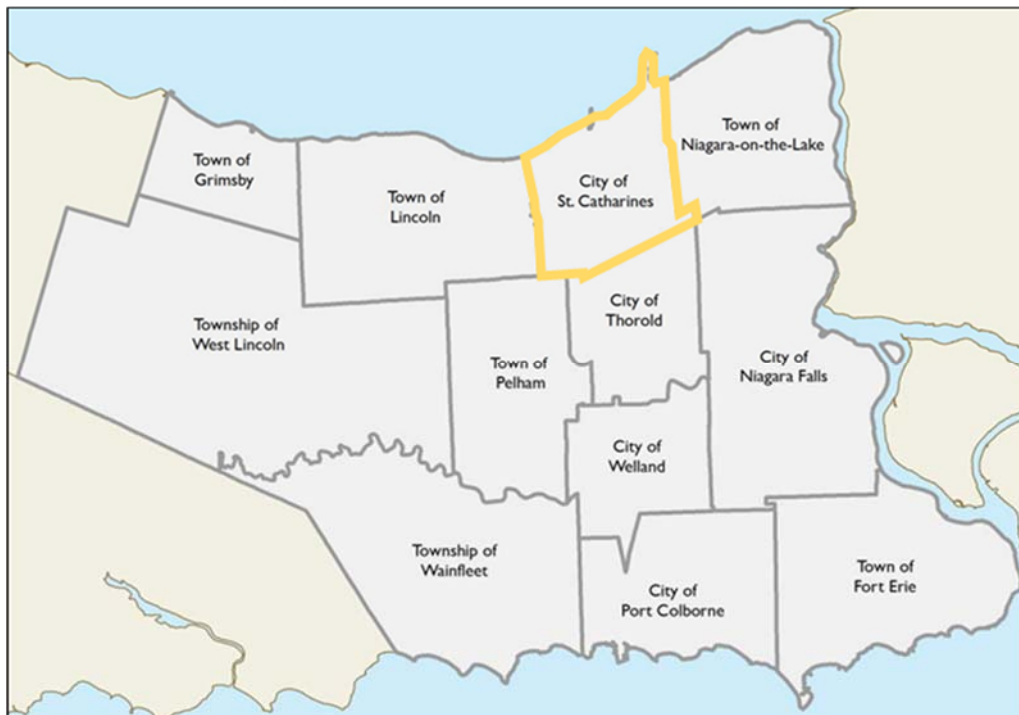 Town of
Grimsby
Town of
Lincoln
City of
St. Catharines
Town of
Niagara-on-the-Lake
Township of
West Lincoln
Town of
Pelham
City of
Thorold
City of
Niagara Falls
City of
Welland
Township of
Wainfleet
City of
Port Colborne
Town of
Fort Erie